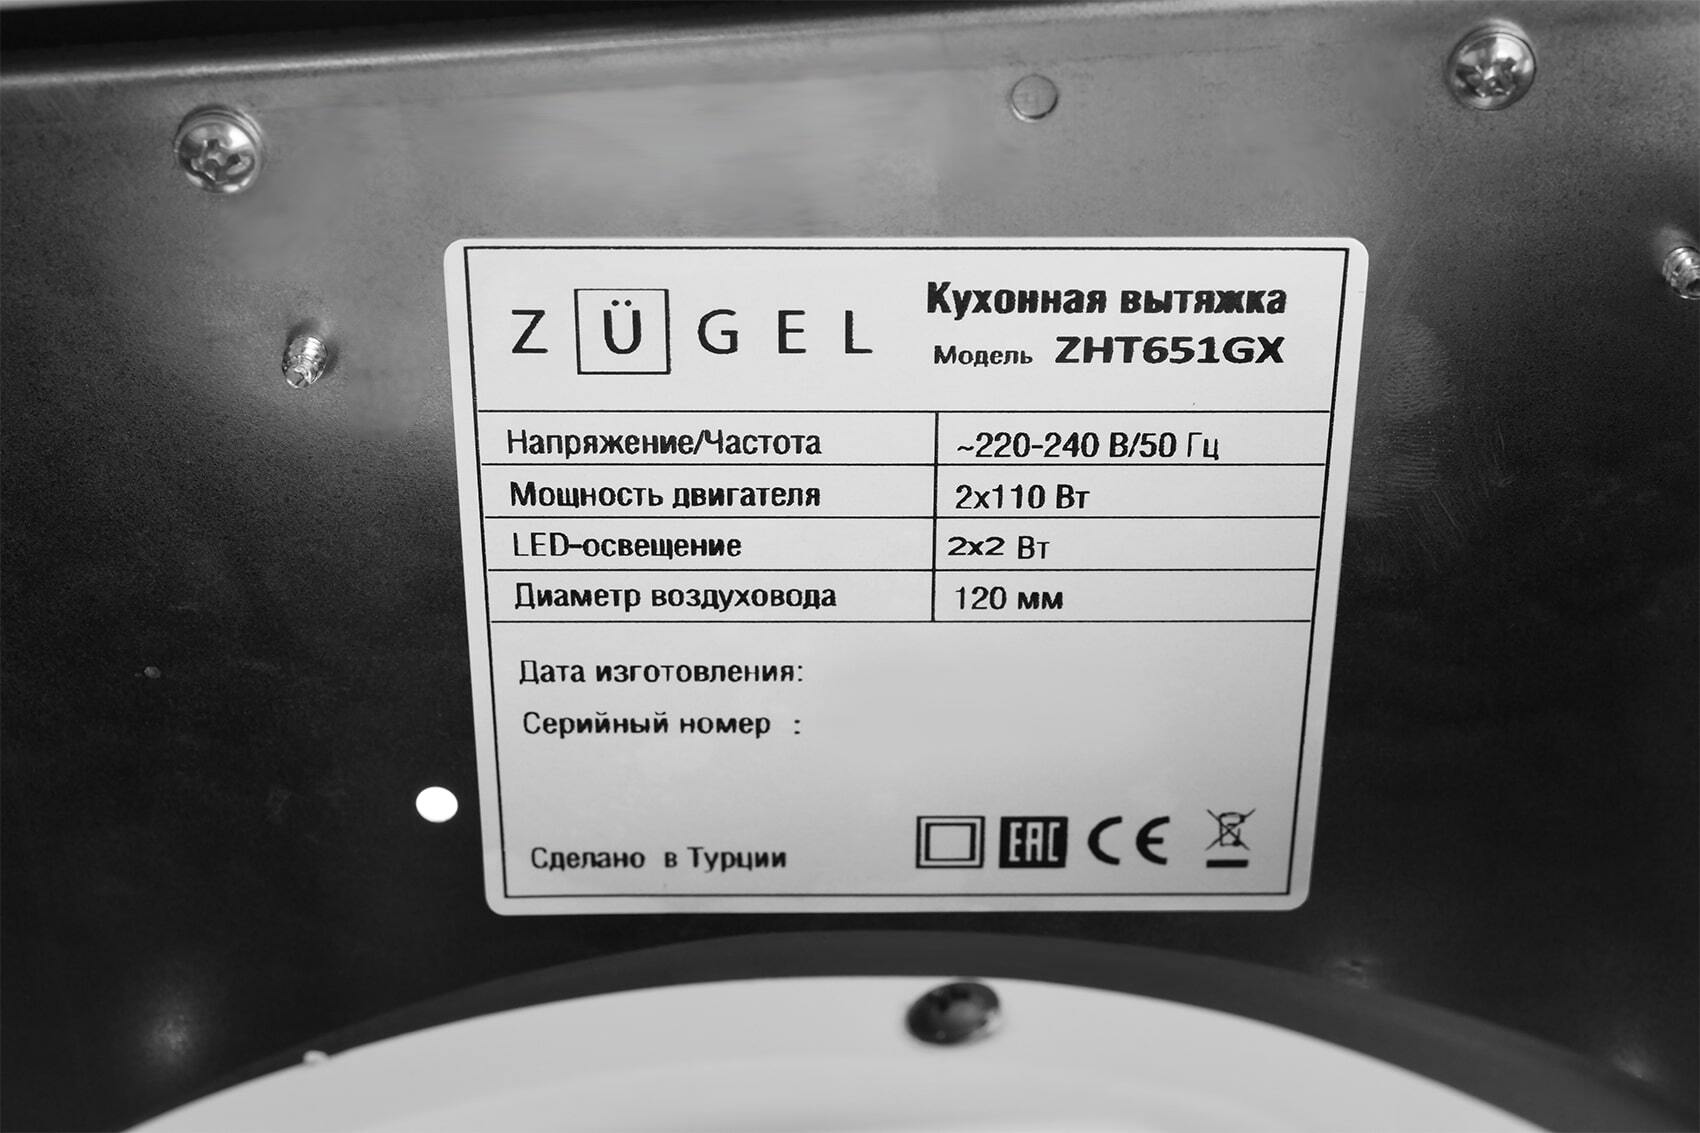 ZÜGEL
Кухонная вытяжка
Модель ZHT651GX
Напряжение/Частота ~220-240 В/50 Гц
Мощность двигателя 2x110 Вт
LED-освещение 2x2 Вт
Диаметр воздуховода 120 мм
Дата изготовления:
Серийный номер :
Сделано в Турции
EAC CE